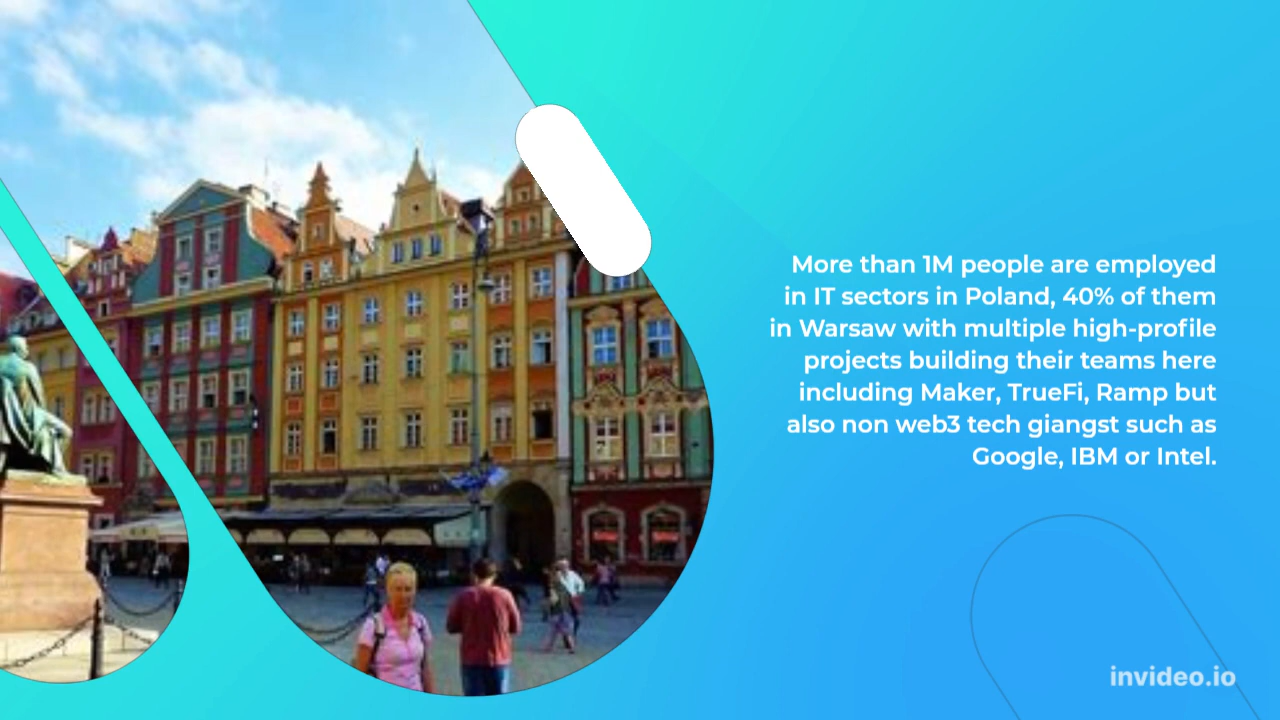 More than 1M people are employed
in IT sectors in Poland, 40% of them
in Warsaw with multiple high-profile
projects building their teams here
including Maker, TrueFi, Ramp but
also non web3 tech giangst such as
Google, IBM or Intel.
invideo.io